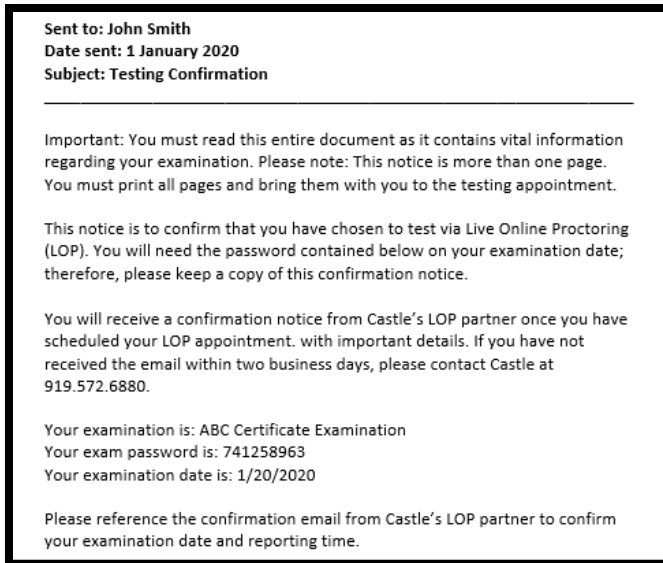 Sent to: John Smith
Date sent: 1 January 2020
Subject: Testing Confirmation
Important: You must read this entire document as it contains vital information
regarding your examination. Please note: This notice is more than one page.
You must print all pages and bring them with you to the testing appointment.
This notice is to confirm that you have chosen to test via Live Online Proctoring
(LOP). You will need the password contained below on your examination date;
therefore, please keep a copy of this confirmation notice.
You will receive a confirmation notice from Castle's LOP partner once you have
scheduled your LOP appointment. with important details. If you have not
received the email within two business days, please contact Castle at
919.572.6880.
Your examination is: ABC Certificate Examination
Your exam password is: 741258963
Your examination date is: 1/20/2020
Please reference the confirmation email from Castle's LOP partner to confirm
your examination date and reporting time.